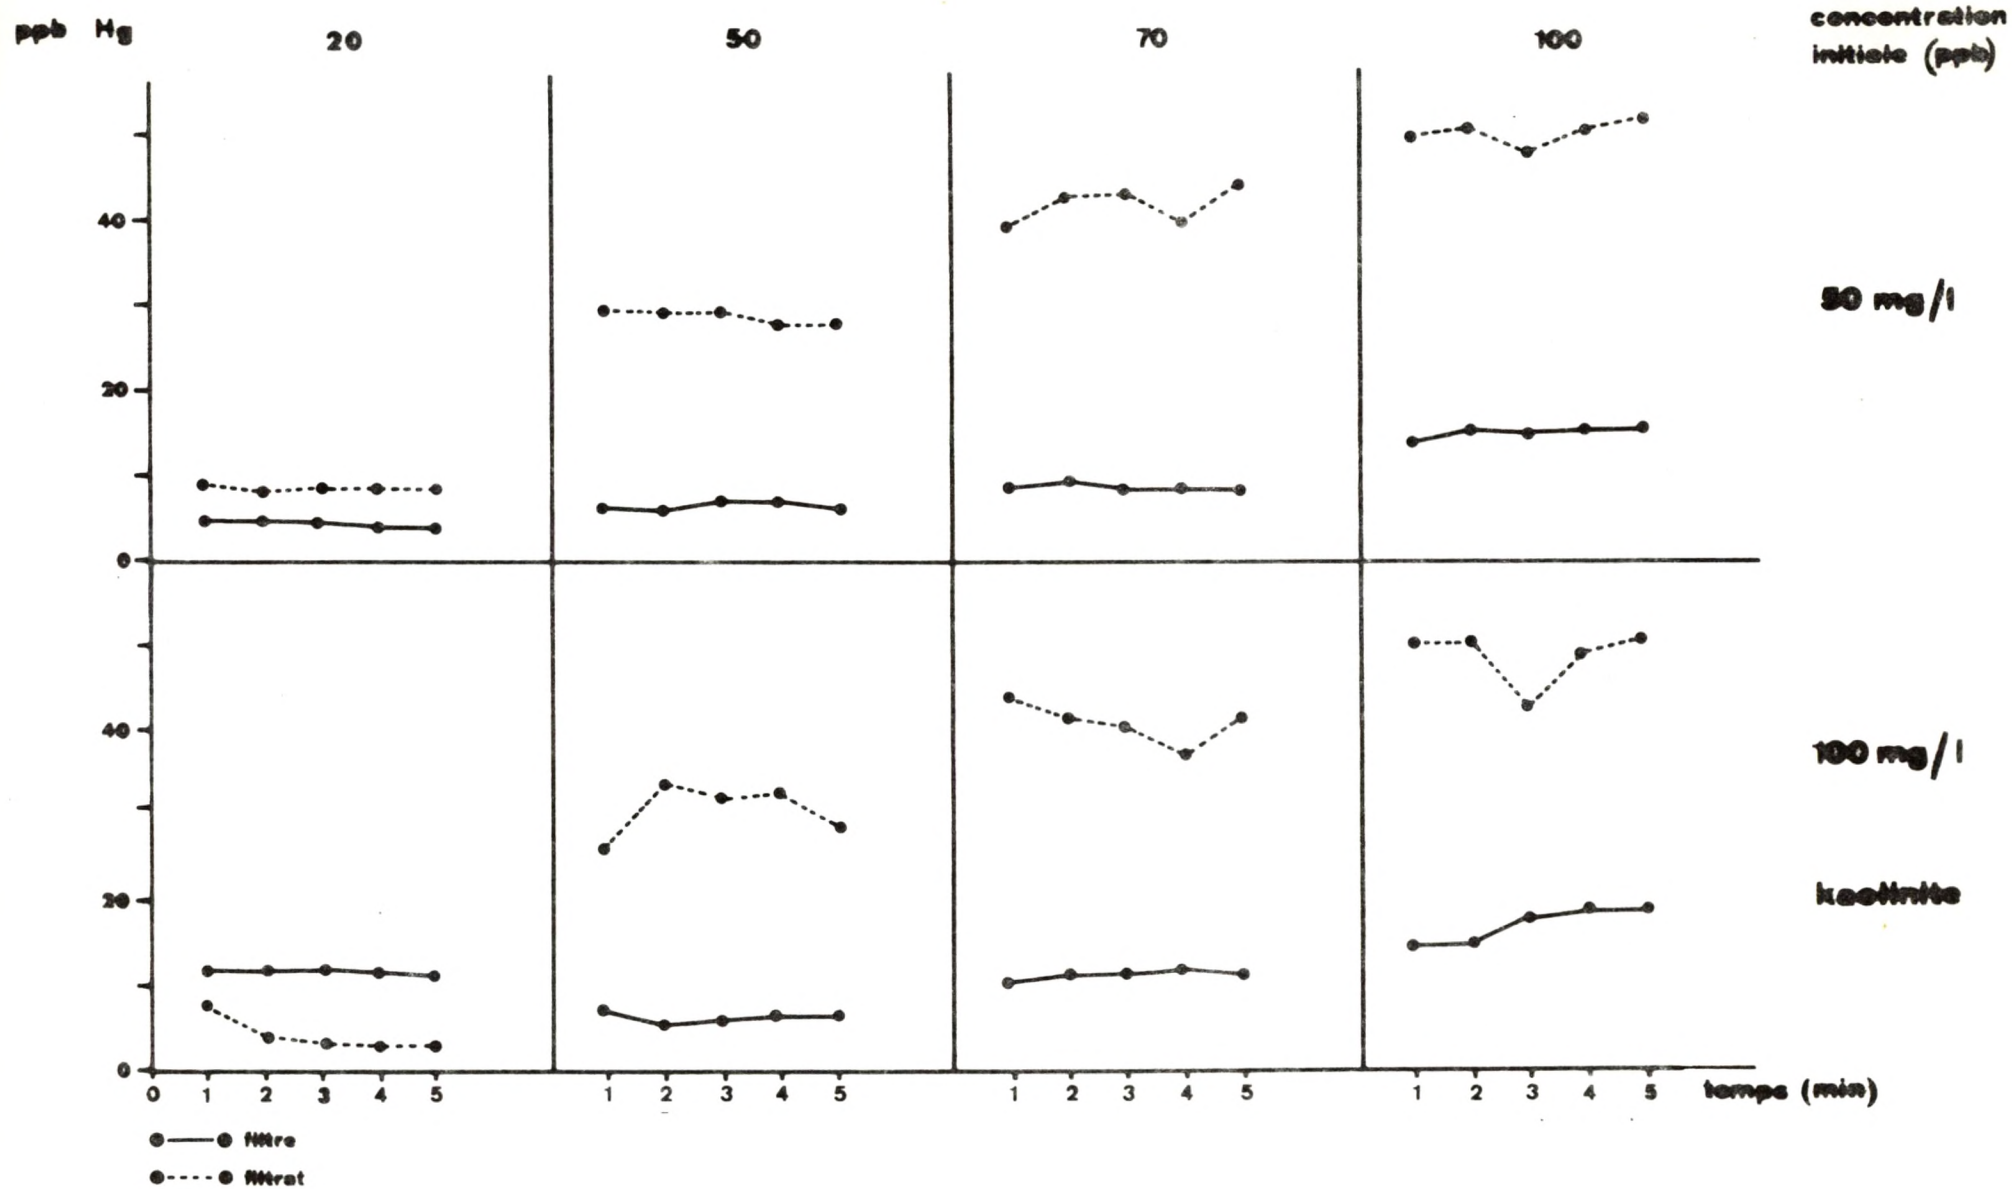 ppb Hg 20 50 70 100 concentration
initiale (ppb)
40
50 mg/l
20
0
40
100 mg/l
20
kaolinite
0
0 1 2 3 4 5 1 2 3 4 5 1 2 3 4 5 1 2 3 4 5 temps (min)
filtre
filtrat